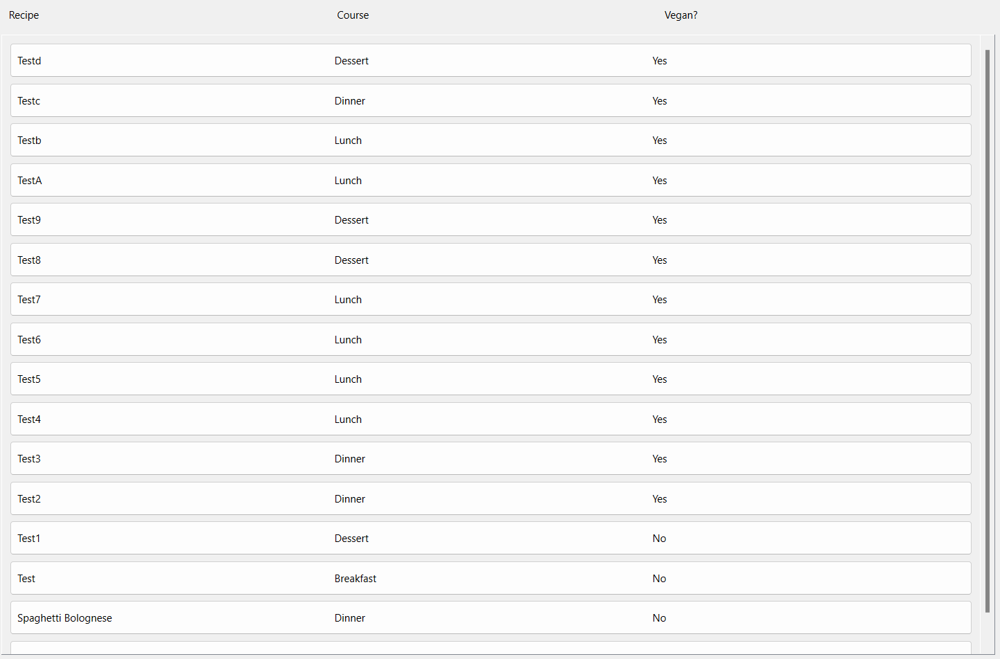 Recipe Course Vegan?
Testd Dessert Yes
Testc Dinner Yes
Testb Lunch Yes
TestA Lunch Yes
Test9 Dessert Yes
Test8 Dessert Yes
Test7 Lunch Yes
Test6 Lunch Yes
Test5 Lunch Yes
Test4 Lunch Yes
Test3 Dinner Yes
Test2 Dinner Yes
Test1 Dessert No
Test Breakfast No
Spaghetti Bolognese Dinner No